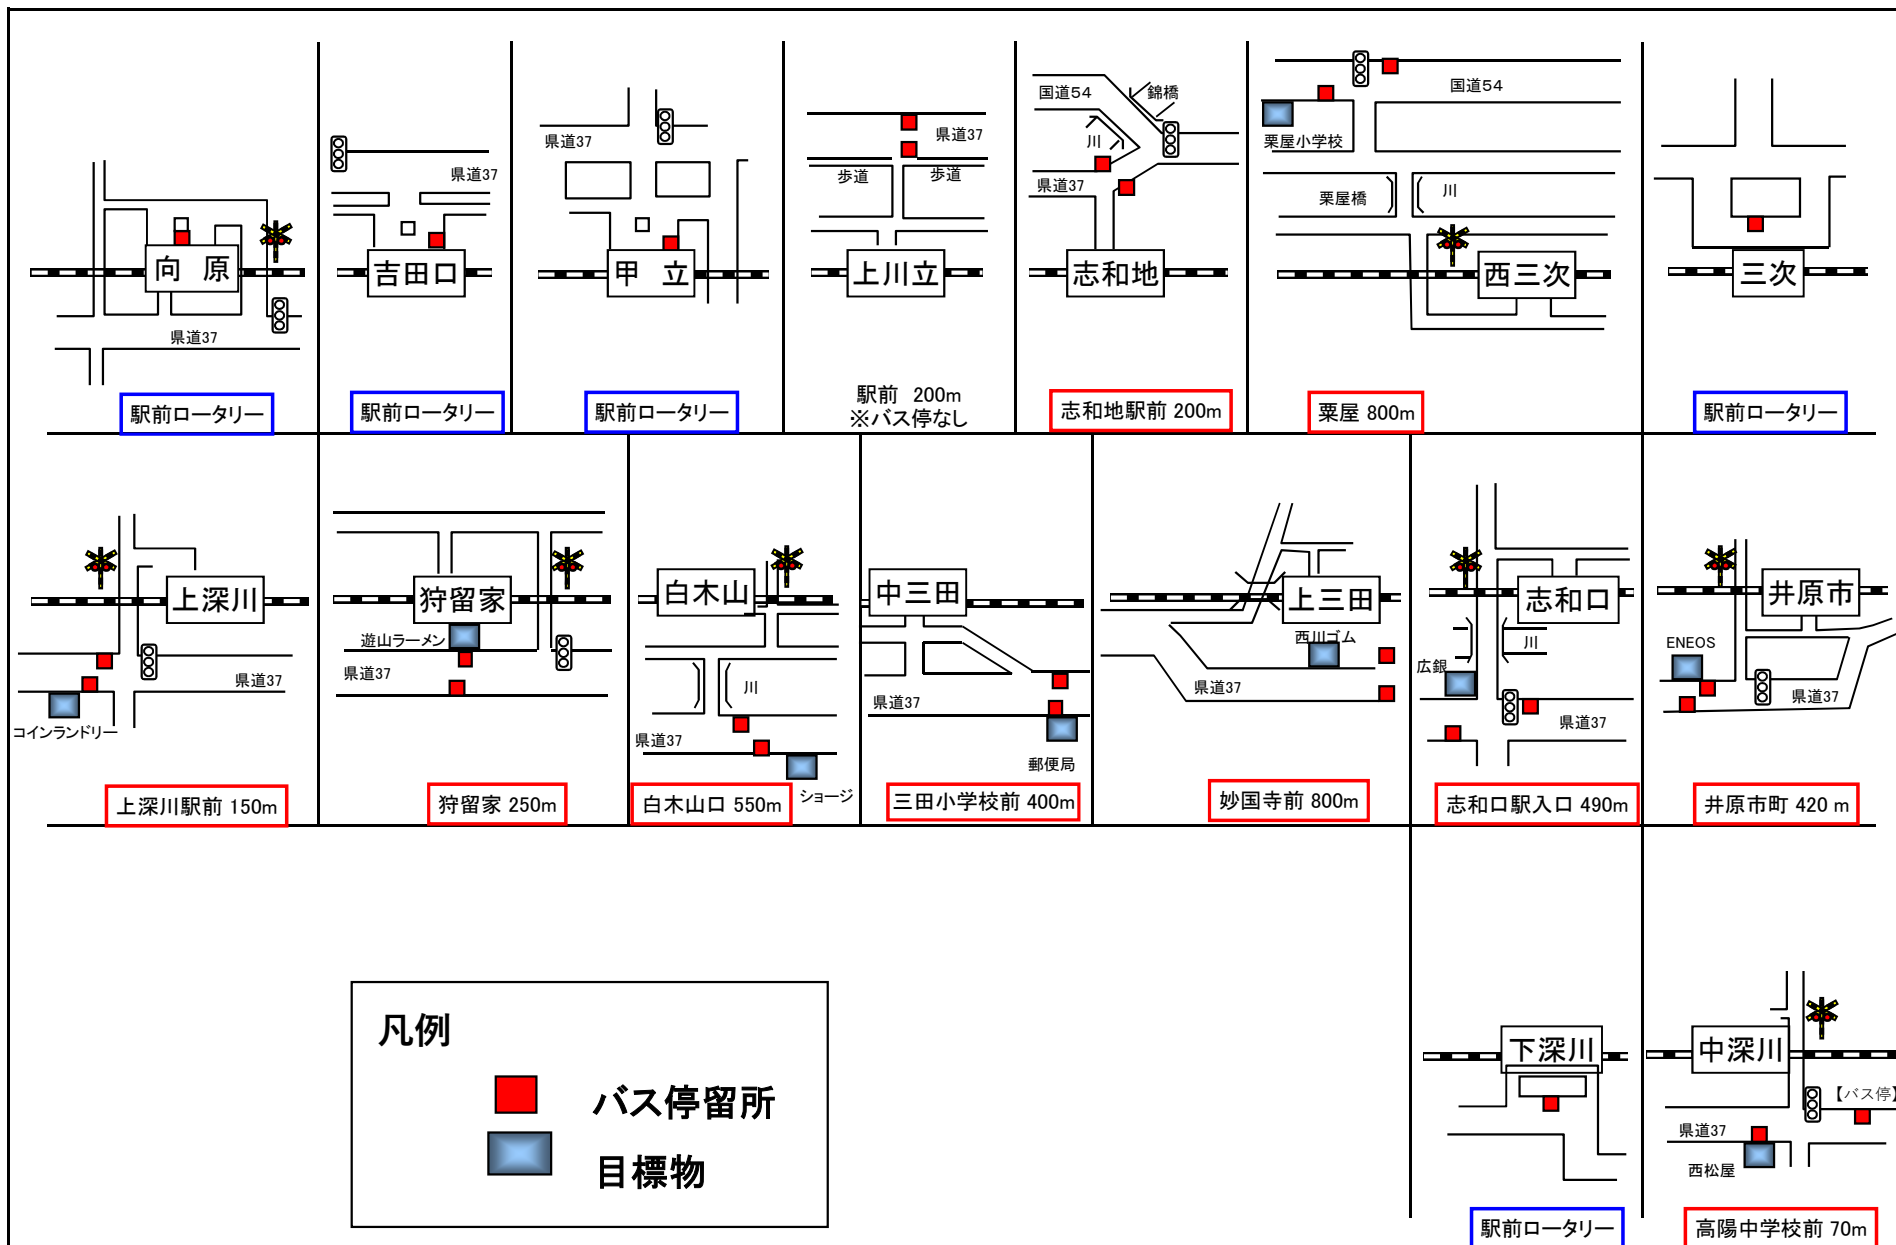 県道37
向 原
駅前ロータリー
県道37
吉田口
駅前ロータリー
県道37
甲 立
駅前ロータリー
県道37
歩道
歩道
上川立
駅前 200m
※バス停なし
国道54
錦橋
川
県道37
志和地
志和地駅前 200m
国道54
粟屋小学校
粟屋橋
川
西三次
粟屋 800m
三次
駅前ロータリー
上深川
県道37
コインランドリー
上深川駅前 150m
狩留家
遊山ラーメン
県道37
狩留家 250m
白木山
川
県道37
ショージ
白木山口 550m
中三田
県道37
郵便局
三田小学校前 400m
上三田
西川ゴム
県道37
妙国寺前 800m
志和口
川
広銀
県道37
志和口駅入口 490m
井原市
ENEOS
県道37
井原市町 420 m
凡例
バス停留所
目標物
下深川
駅前ロータリー
中深川
【バス停】
県道37
西松屋
高陽中学校前 70m